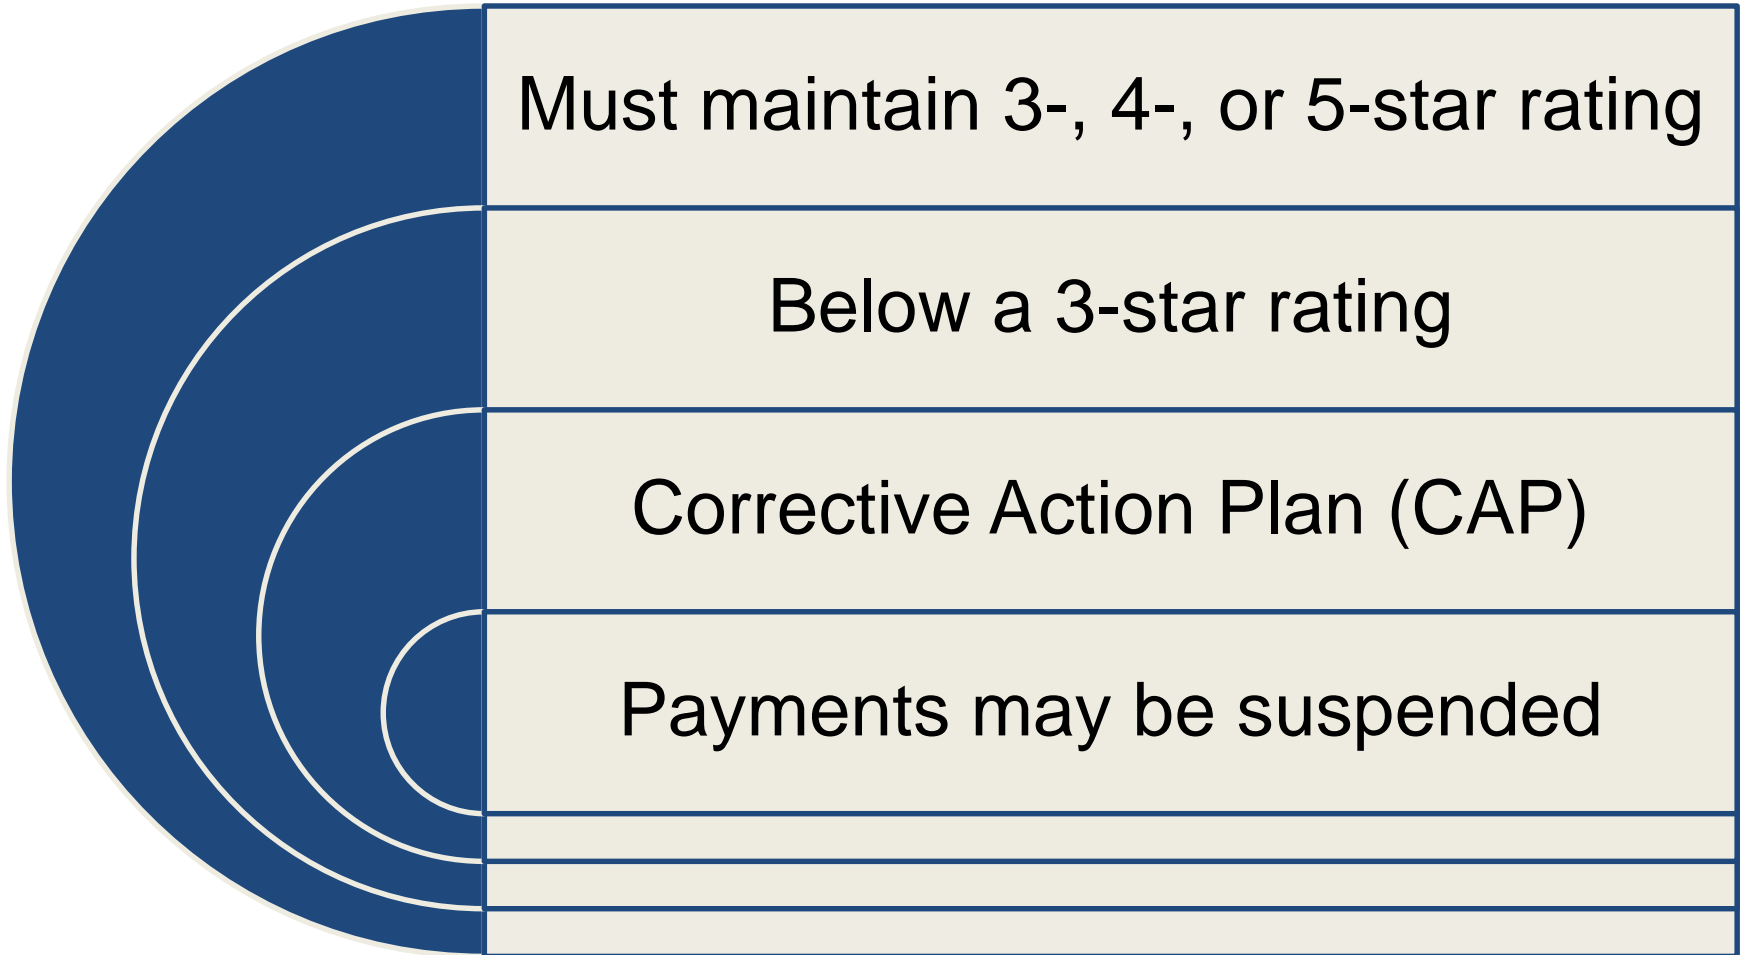 Must maintain 3-, 4-, or 5-star rating
Below a 3-star rating
Corrective Action Plan (CAP)
Payments may be suspended